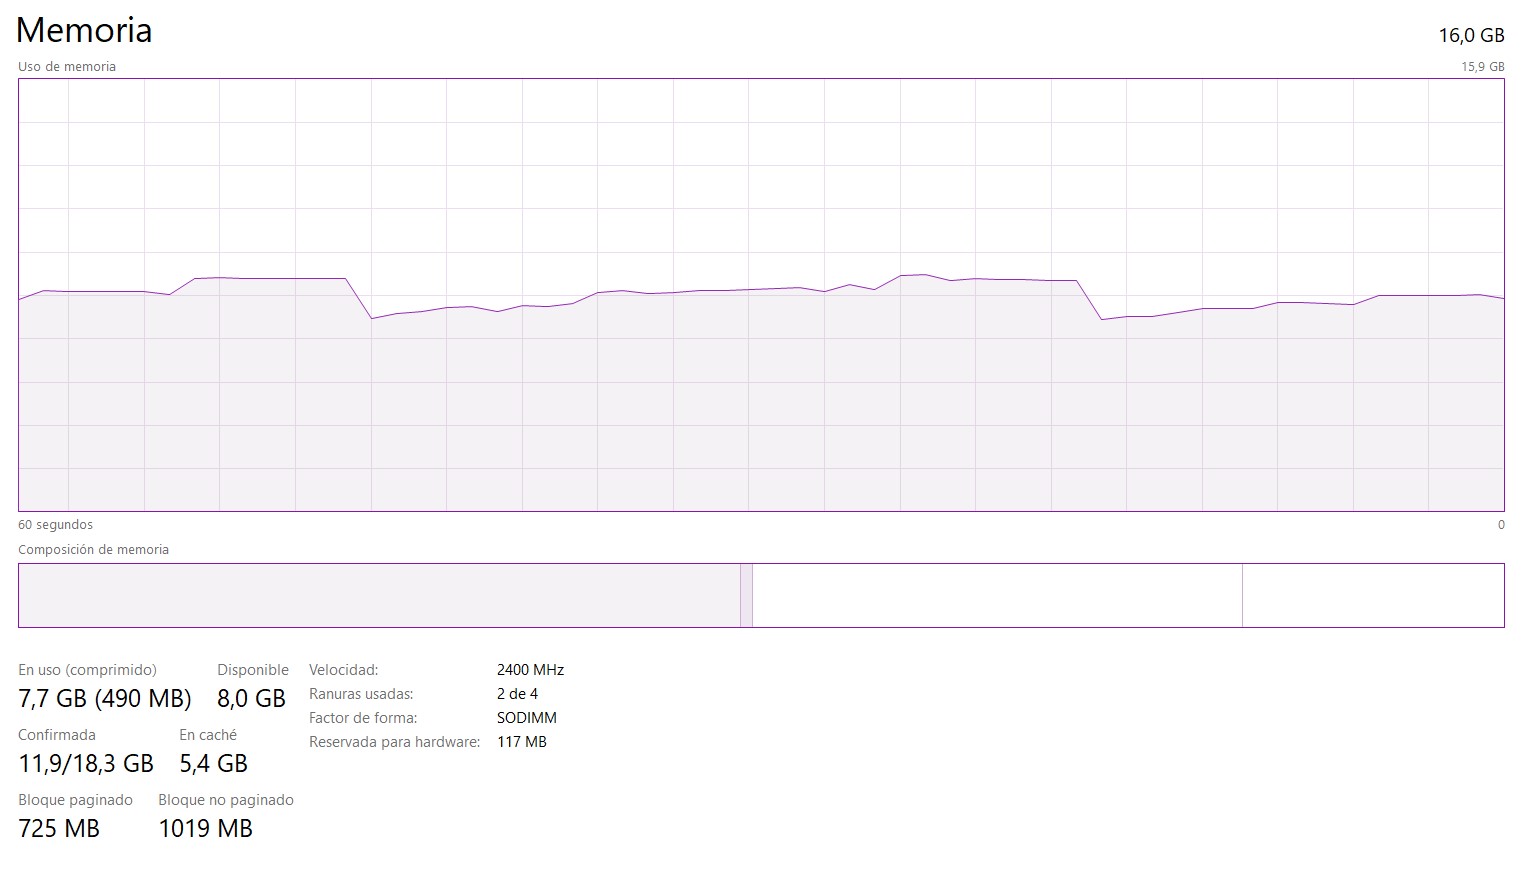 Memoria
16,0 GB
Uso de memoria
15,9 GB
60 segundos
0
Composición de memoria
En uso (comprimido)
Disponible
7,7 GB (490 MB)
8,0 GB
Confirmada
En caché
11,9/18,3 GB
5,4 GB
Bloque paginado
Bloque no paginado
725 MB
1019 MB
Velocidad:
2400 MHz
Ranuras usadas:
2 de 4
Factor de forma:
SODIMM
Reservada para hardware:
117 MB